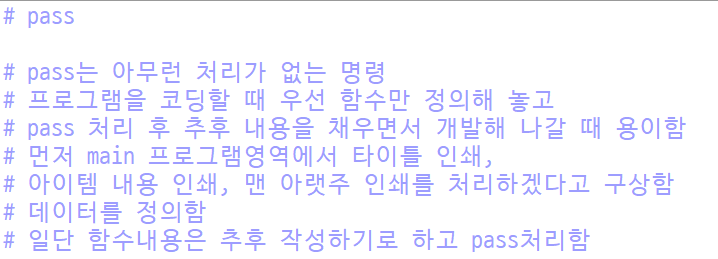 # pass
# pass는 아무런 처리가 없는 명령
# 프로그램을 코딩할 때 우선 함수만 정의해 놓고
# pass 처리 후 추후 내용을 채우면서 개발해 나갈 때 용이함
# 먼저 main 프로그램영역에서 타이틀 인쇄,
# 아이템 내용 인쇄, 맨 아랫주 인쇄를 처리하겠다고 구상함
# 데이터를 정의함
# 일단 함수내용은 추후 작성하기로 하고 pass처리함